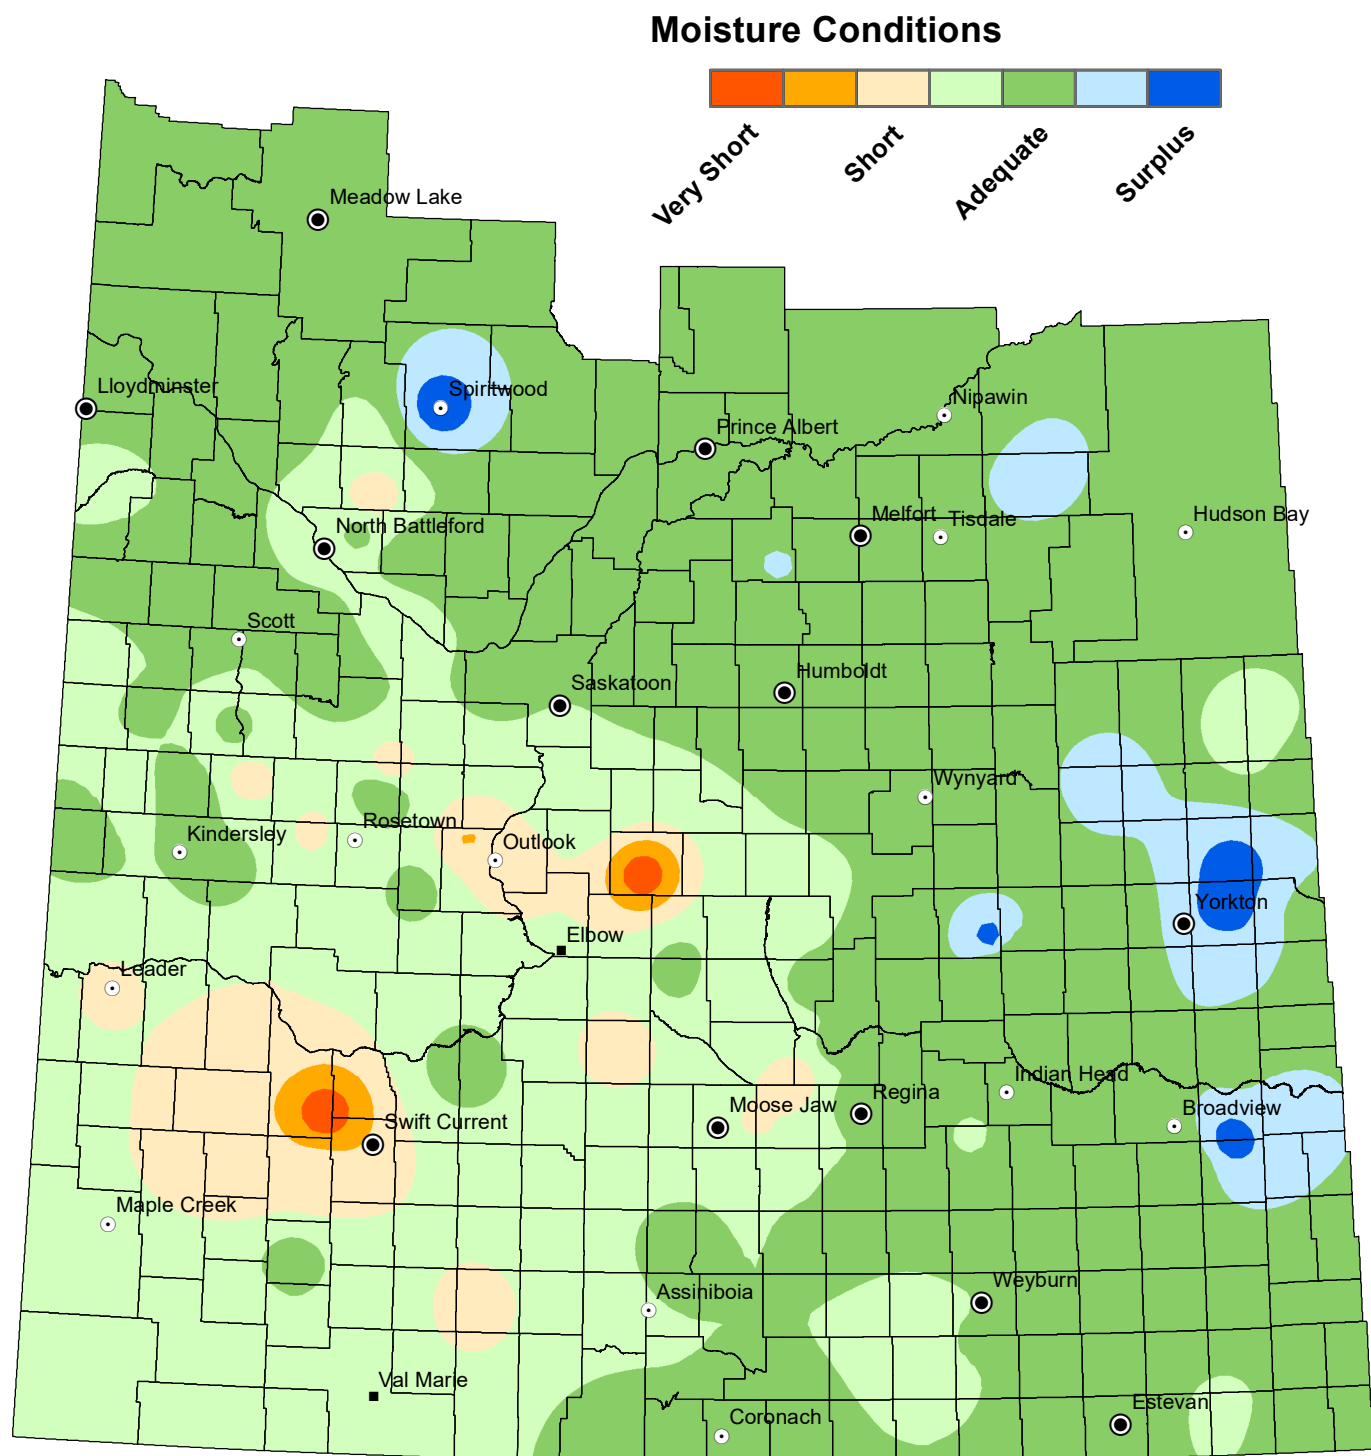 Moisture Conditions
Very Short
Short
Adequate
Surplus
Meadow Lake
Lloydminster
Spiritwood
Nipawin
Prince Albert
North Battleford
Melfort
Tisdale
Hudson Bay
Scott
Saskatoon
Humboldt
Wynyard
Rosetown
Kindersley
Outlook
Yorkton
Elbow
Leader
Indian Head
Regina
Moose Jaw
Broadview
Swift Current
Maple Creek
Weyburn
Assiniboia
Val Marie
Estevan
Coronach